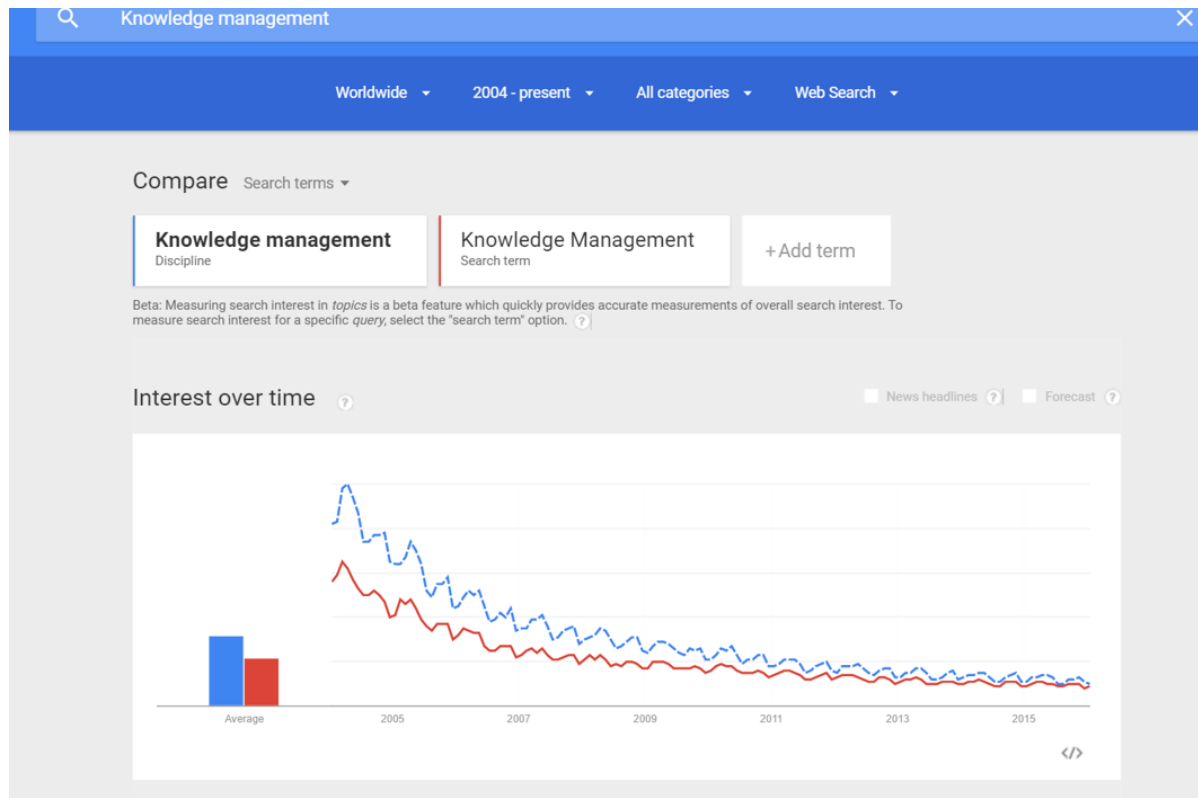 Knowledge management
Worldwide 2004 - present All categories Web Search
Compare Search terms
Knowledge management Knowledge Management +Add term
Discipline Search term
Beta: Measuring search interest in topics is a beta feature which quickly provides accurate measurements of overall search interest. To
measure search interest for a specific query, select the "search term" option. ?
Interest over time ? News headlines ? Forecast ?
Average 2005 2007 2009 2011 2013 2015
</>